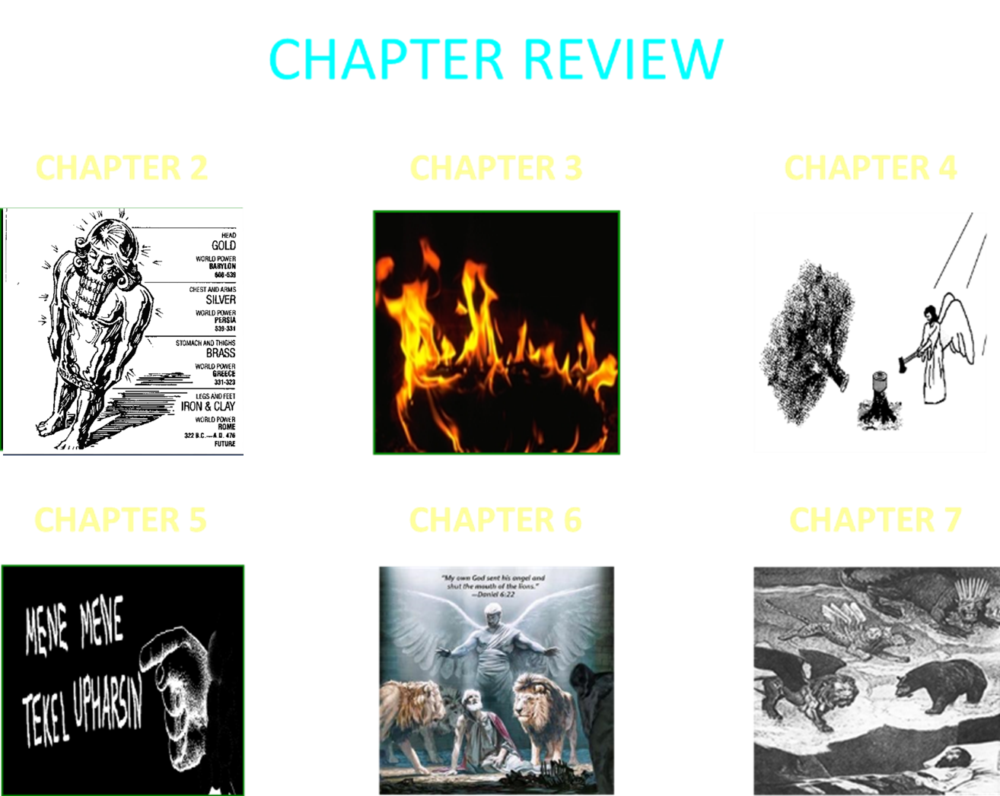 CHAPTER REVIEW
CHAPTER 2
CHAPTER 3
CHAPTER 4
HEAD
GOLD
WORLD POWER
BABYLON
606-539
CHEST AND ARMS
SILVER
WORLD POWER
PERSIA
539-331
STOMACH AND THIGHS
BRASS
WORLD POWER
GREECE
331-323
LEGS AND FEET
IRON & CLAY
WORLD POWER
ROME
322 B.C.—A.D. 476
FUTURE
CHAPTER 5
CHAPTER 6
CHAPTER 7
MENE MENE
TEKEL UPHARSIN
"My own God sent his angel and
shut the mouth of the lions."
—Daniel 6:22